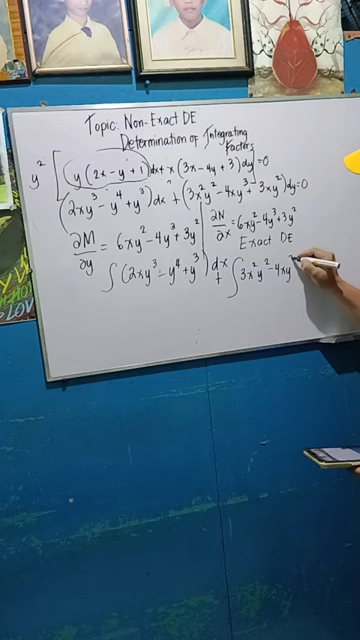 Topic: Non-Exact DE
Determination of Integrating
Factors
y² [ (y(2x - y + 1) dx + x(3x - 4y + 3) dy = 0
(2xy³ - y⁴ + y³) dx + (3x²y² - 4xy³ + 3xy²) dy = 0
∂M/∂y = 6xy² - 4y³ + 3y² | ∂N/∂x = 6xy² - 4y³ + 3y²
Exact DE
∫(2xy³ - y⁴ + y³) dx + ∫3x²y² - 4xy